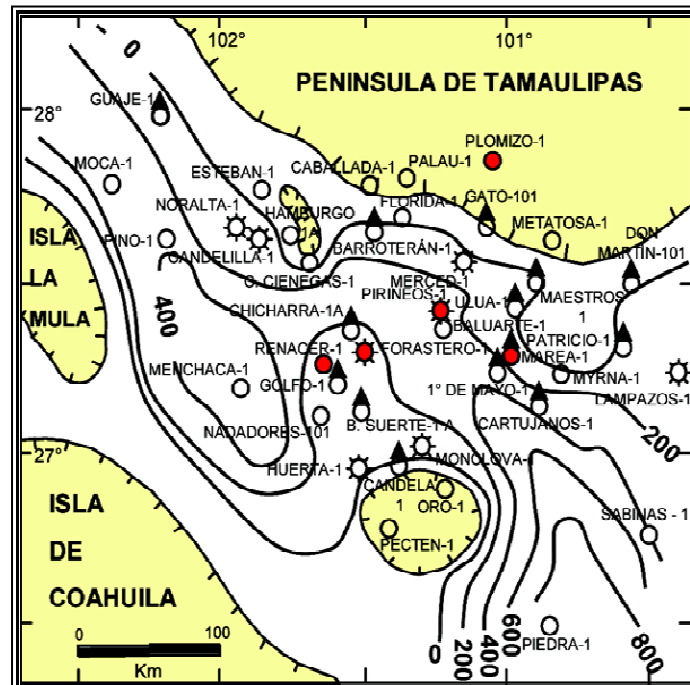 102°
101°
0
PENINSULA DE TAMAULIPAS
28°
GUAJE-1
PLOMIZO-1
MOCA-1
ESTEBAN-1
CABALLADA-1
PALAU-1
NORALTA-1
HAMBURGO
1A
FLORIDA-1
GATO-101
METATOSA-1
DON
MARTÍN-101
ISLA
LA
MULA
PINO-1
CANDELILLA-1
BARROTERÁN-1
C. CIENEGAS-1
MERCED-1
PIRINEOS-1
ULUA-1
MAESTROS
1
400
CHICHARRA-1A
BALUARTE-1
PATRICIO-1
RENACER-1
FORASTERO-1
MAREA-1
MENCHACA-1
GOLFO-1
1° DE MAYO-1
MYRNA-1
LAMPAZOS-1
NADADORES-101
B. SUERTE-1 A
CARTUJANOS-1
200
27°
HUERTA-1
MONCLOVA-1
CANDELA
1
ORO-1
SABINAS - 1
ISLA
DE
COAHUILA
PECTEN-1
0
100
Km
PIEDRA-1
0
200
400
600
800